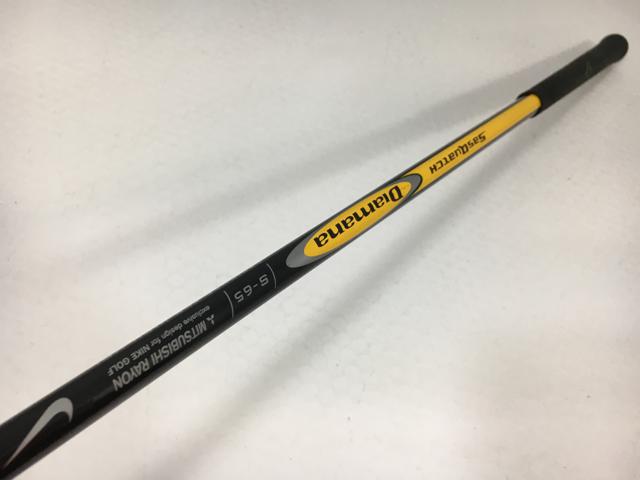 SasQuatch
Diamana
S-65
MITSUBISHI RAYON
exclusive design for NIKE GOLF